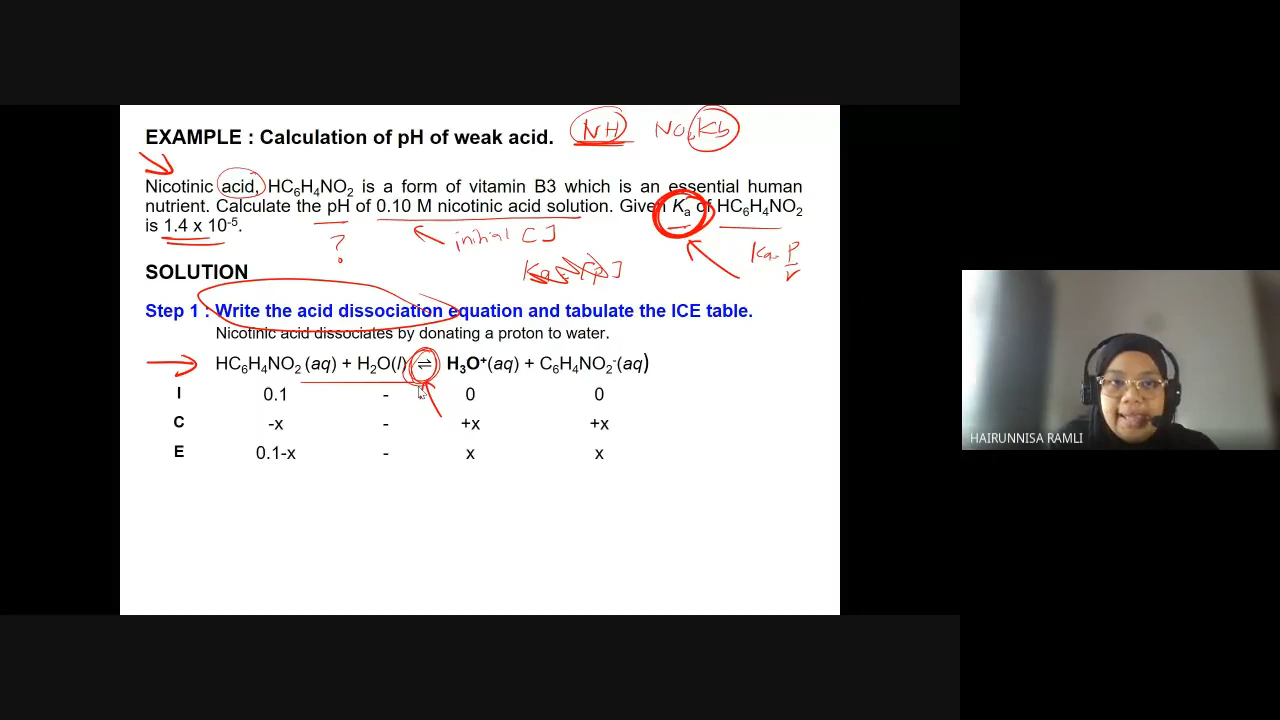 EXAMPLE : Calculation of pH of weak acid. NH NO Kb
Nicotinic acid, HC₆H₄NO₂ is a form of vitamin B3 which is an essential human
nutrient. Calculate the pH of 0.10 M nicotinic acid solution. Given Kₐ of HC₆H₄NO₂
is 1.4 x 10⁻⁵.
? initial [ ]
Ka = P
r
SOLUTION
Step 1 : Write the acid dissociation equation and tabulate the ICE table.
Nicotinic acid dissociates by donating a proton to water.
HC₆H₄NO₂ (aq) + H₂O(l) ⇌ H₃O⁺(aq) + C₆H₄NO₂⁻(aq)
I 0.1 - 0 0
C -x - +x +x
E 0.1-x - x x
HAIRUNNISA RAMLI